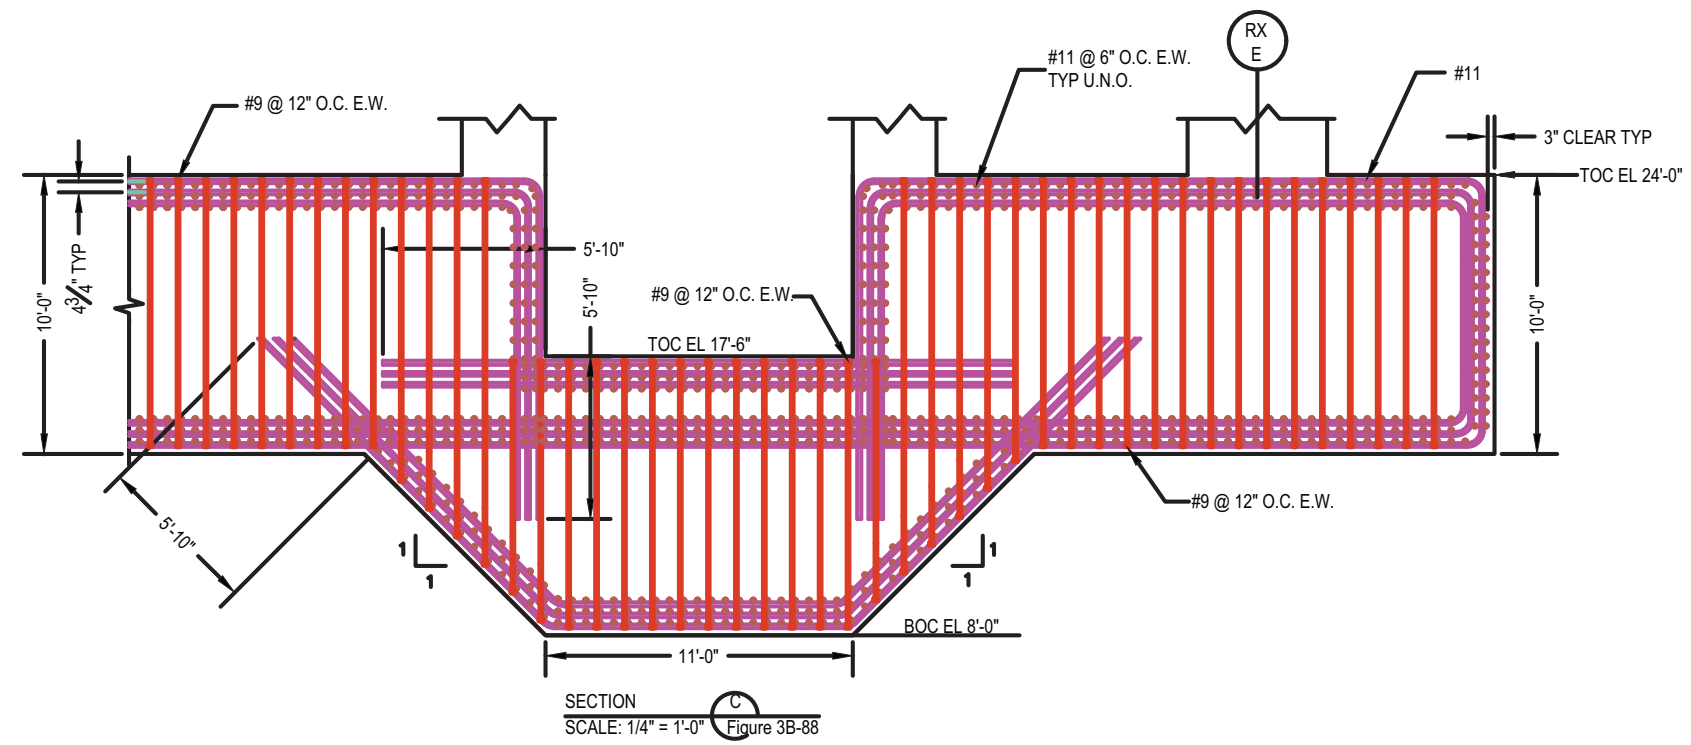 RX
E
#11 @ 6" O.C. E.W.
TYP U.N.O.
#11
#9 @ 12" O.C. E.W.
3" CLEAR TYP
TOC EL 24'-0"
4 3/4" TYP
10'-0"
5'-10"
5'-10"
#9 @ 12" O.C. E.W.
TOC EL 17'-6"
10'-0"
5'-10"
#9 @ 12" O.C. E.W.
1
1
1
1
BOC EL 8'-0"
11'-0"
SECTION
C
SCALE: 1/4" = 1'-0"
Figure 3B-88